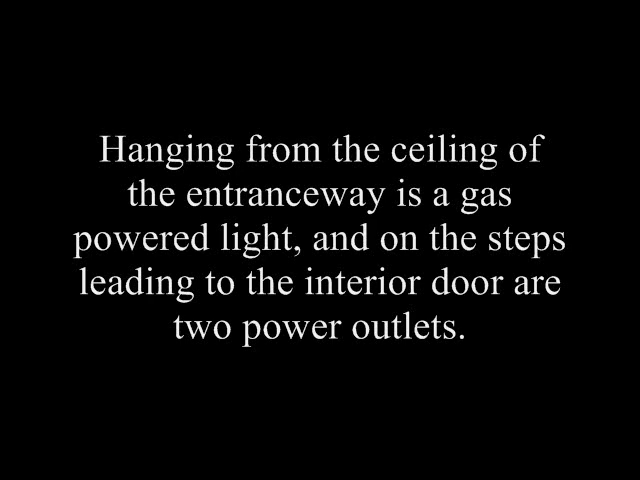 Hanging from the ceiling of
the entranceway is a gas
powered light, and on the steps
leading to the interior door are
two power outlets.